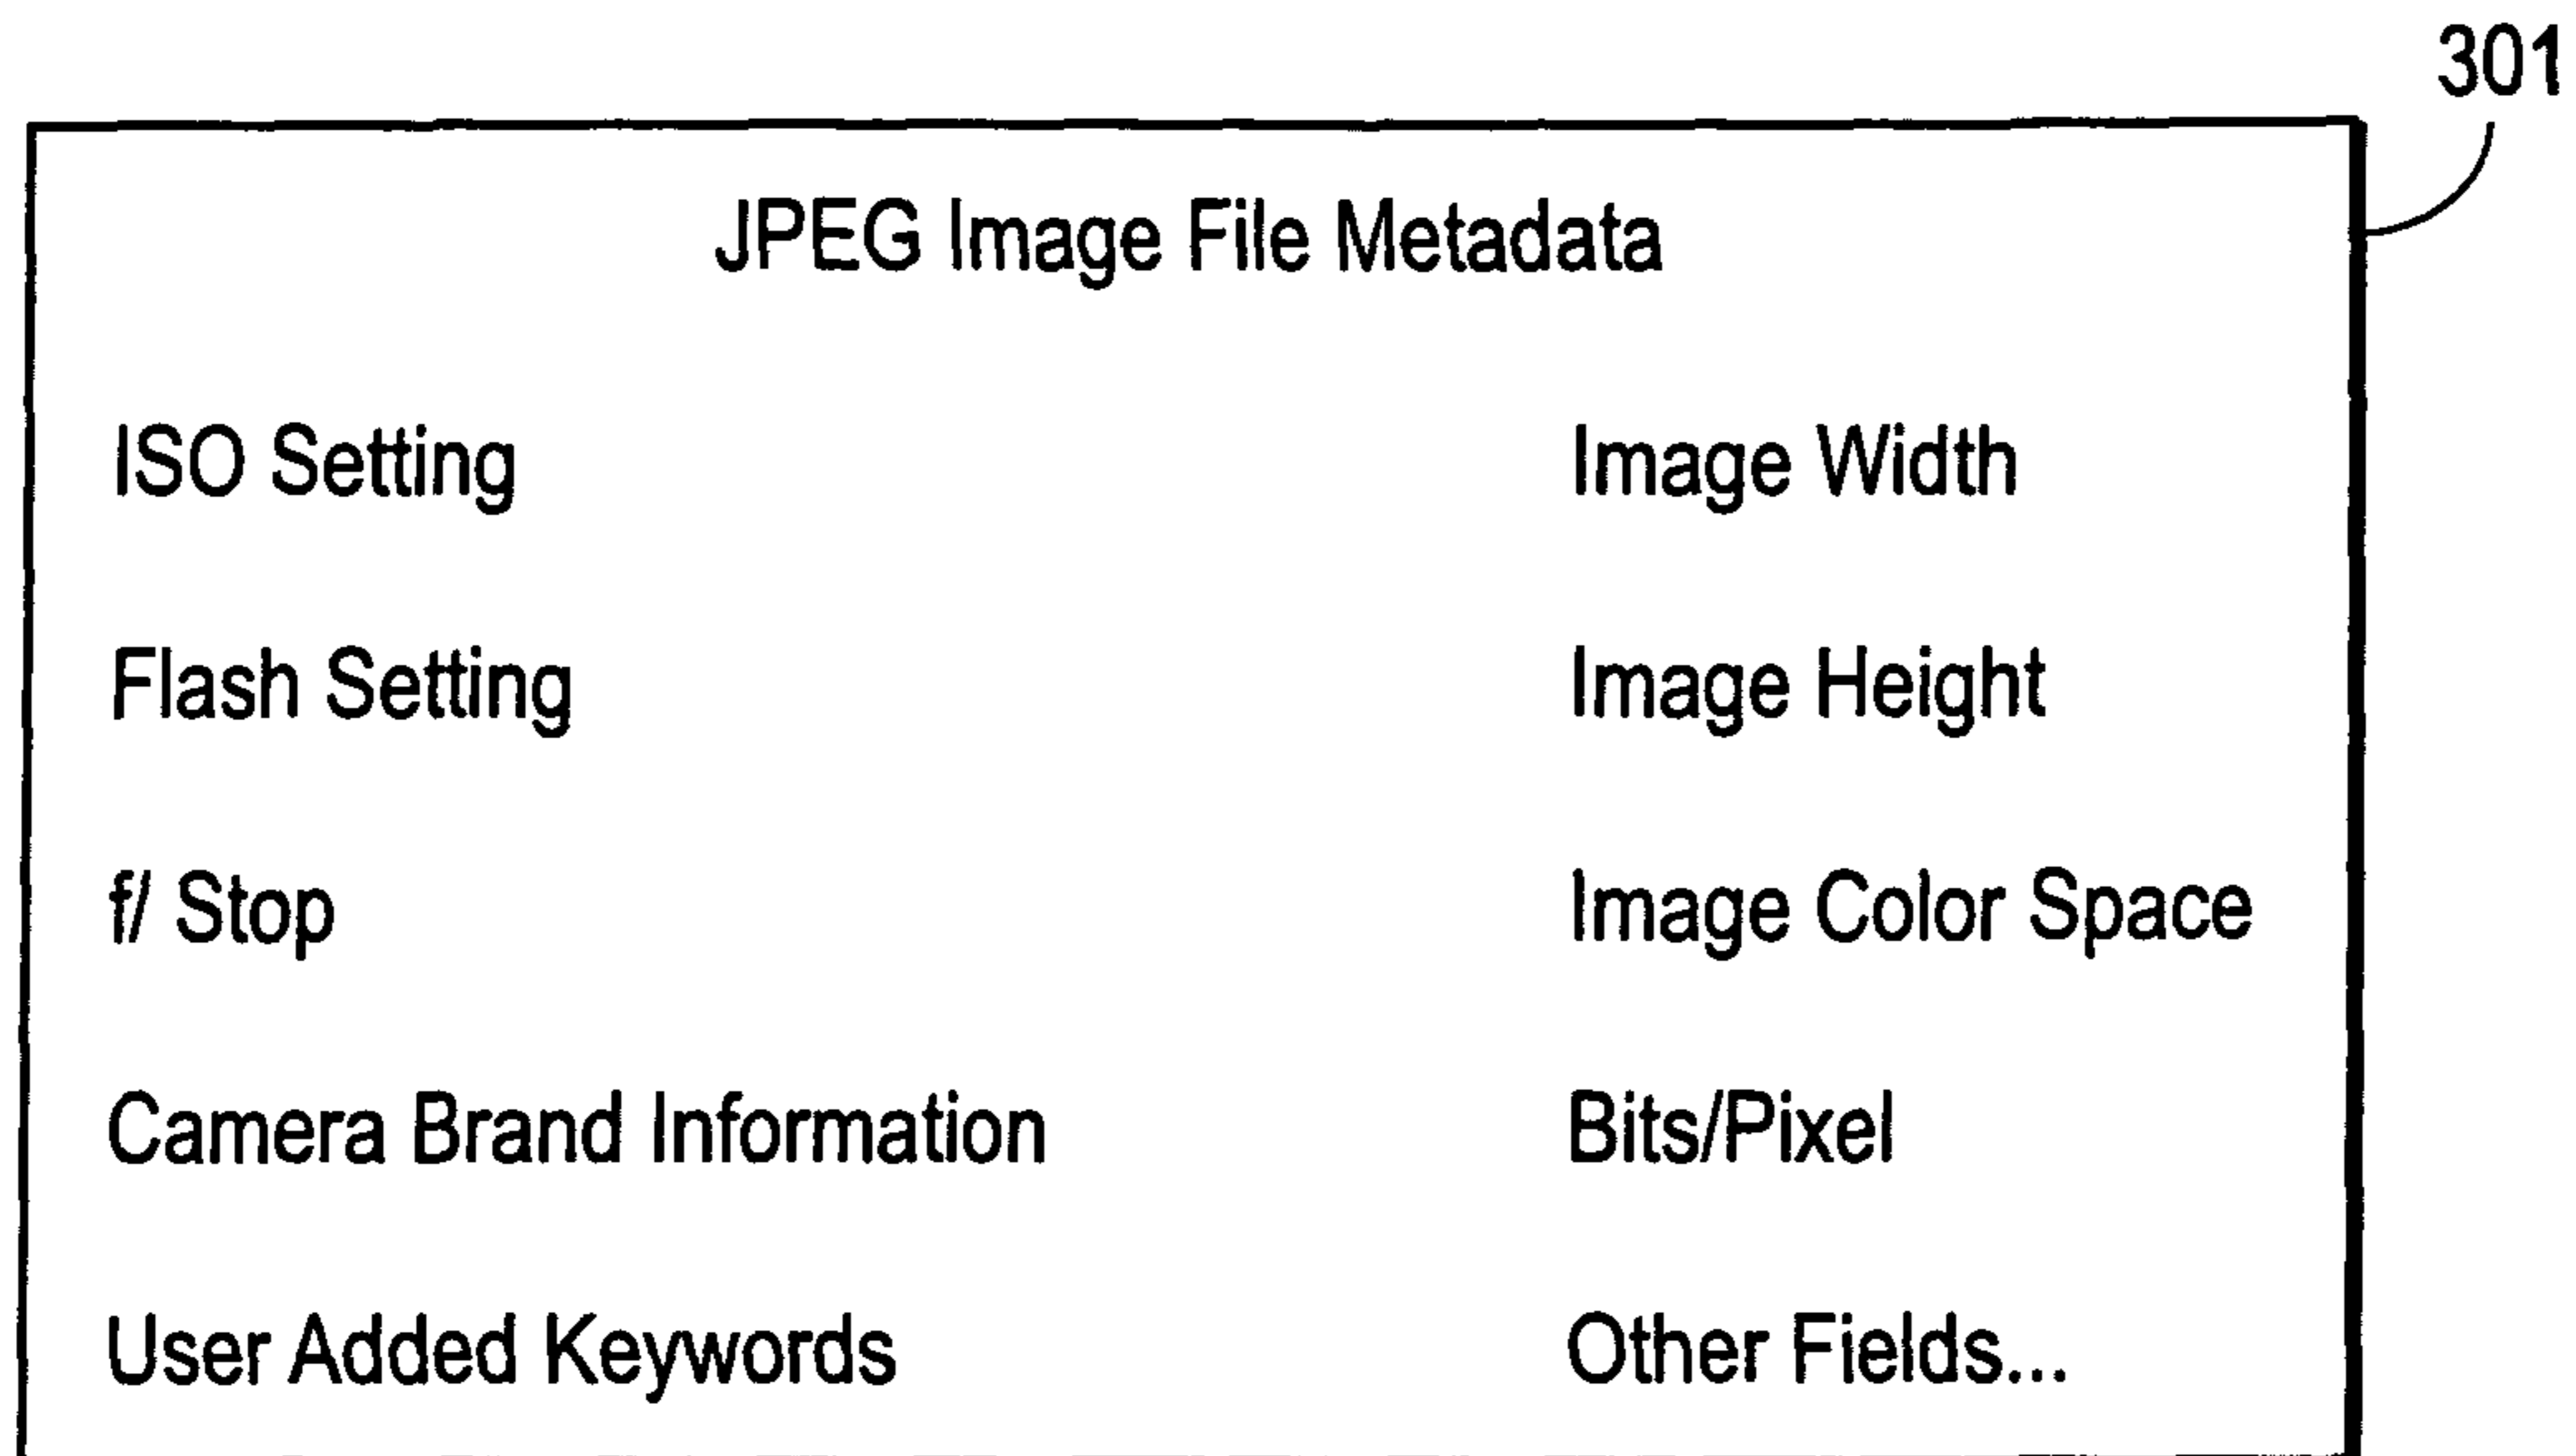 301
JPEG Image File Metadata
ISO Setting
Image Width
Flash Setting
Image Height
f/ Stop
Image Color Space
Camera Brand Information
Bits/Pixel
User Added Keywords
Other Fields...